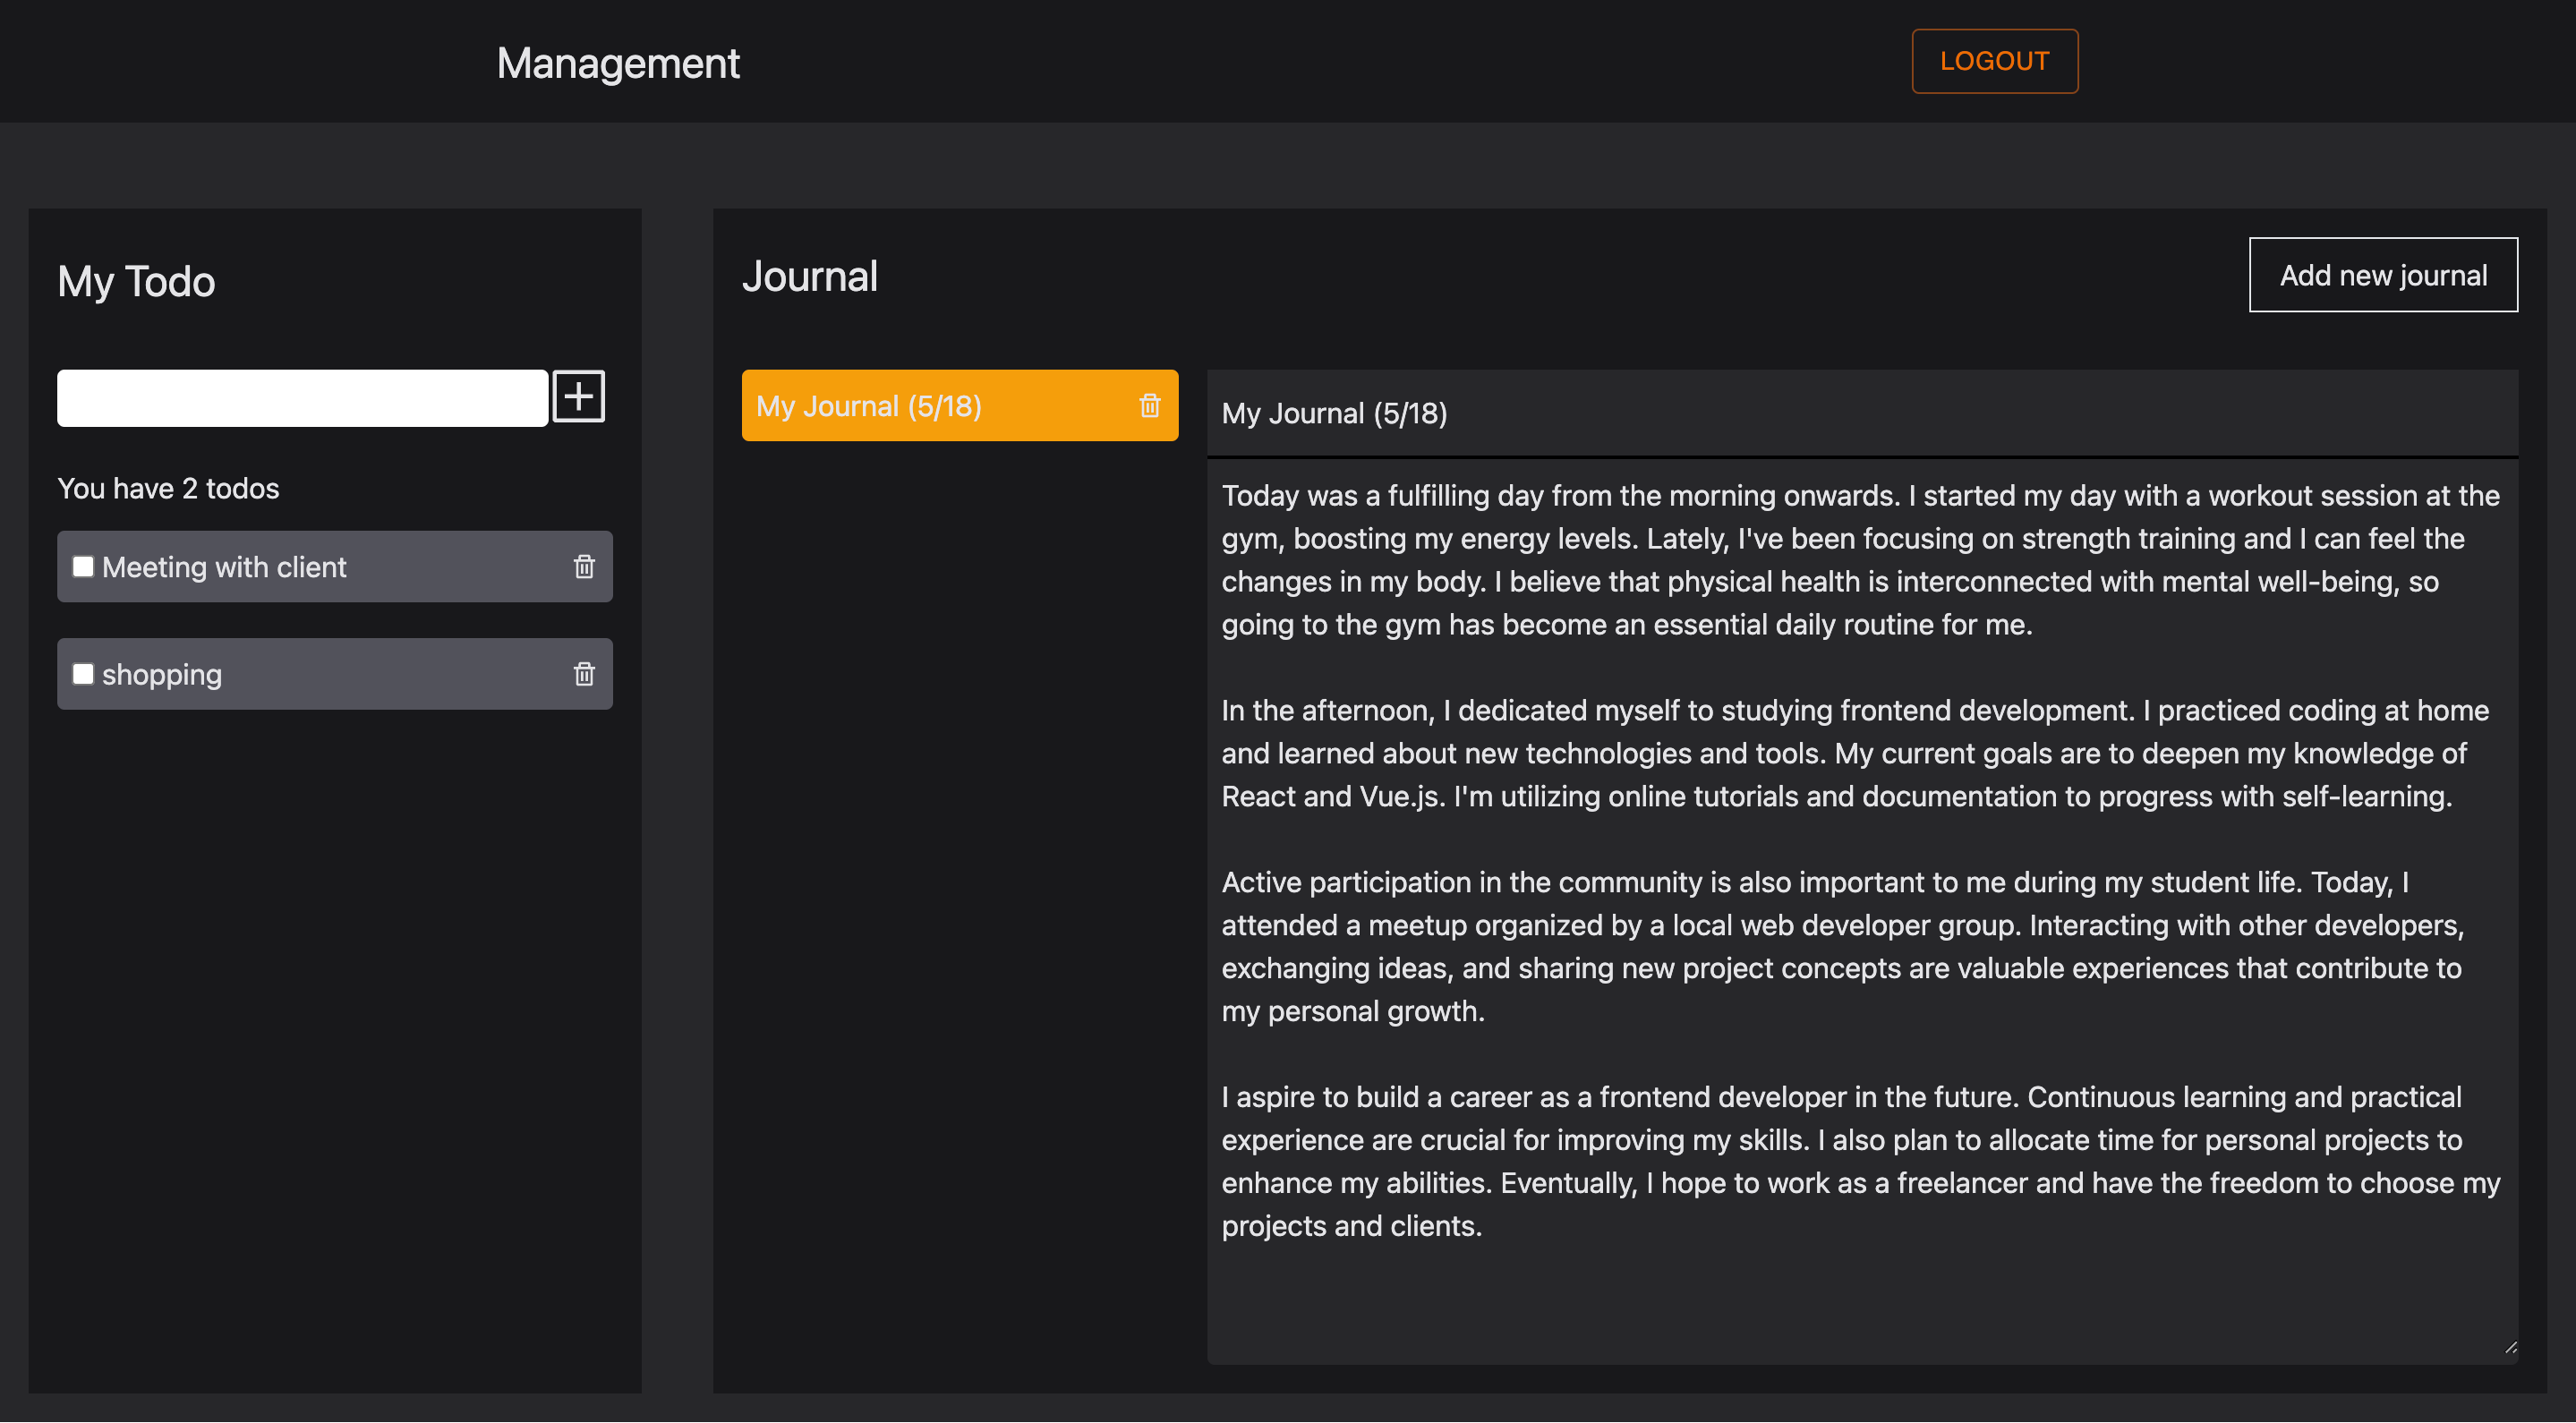 Management
LOGOUT
My Todo
You have 2 todos
Meeting with client
shopping
Journal
Add new journal
My Journal (5/18)
My Journal (5/18)
Today was a fulfilling day from the morning onwards. I started my day with a workout session at the
gym, boosting my energy levels. Lately, I've been focusing on strength training and I can feel the
changes in my body. I believe that physical health is interconnected with mental well-being, so
going to the gym has become an essential daily routine for me.
In the afternoon, I dedicated myself to studying frontend development. I practiced coding at home
and learned about new technologies and tools. My current goals are to deepen my knowledge of
React and Vue.js. I'm utilizing online tutorials and documentation to progress with self-learning.
Active participation in the community is also important to me during my student life. Today, I
attended a meetup organized by a local web developer group. Interacting with other developers,
exchanging ideas, and sharing new project concepts are valuable experiences that contribute to
my personal growth.
I aspire to build a career as a frontend developer in the future. Continuous learning and practical
experience are crucial for improving my skills. I also plan to allocate time for personal projects to
enhance my abilities. Eventually, I hope to work as a freelancer and have the freedom to choose my
projects and clients.